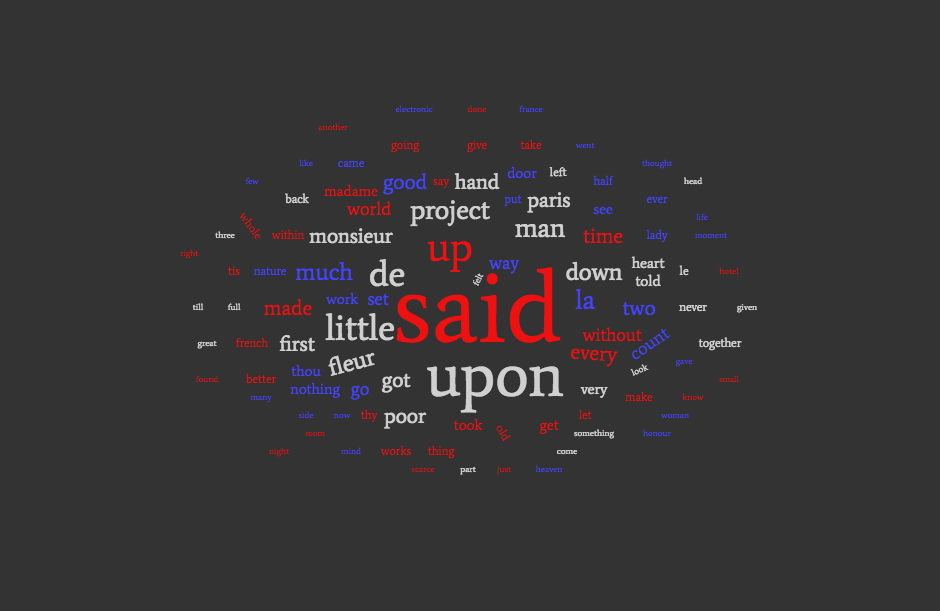 electronic done france
another
going give take went
like came thought
few madame good say hand door left half head
back world project put paris see ever
whole life
three within monsieur up man time lady moment
right
tis nature much de felt way down heart told le hotel
till full made work set said la two never given
great french first little without every count together
found better thou fleur got upon very look gave small
many nothing go make know
side now thy poor took old get let woman
room something honour
night mind works thing come
scarce part just heaven